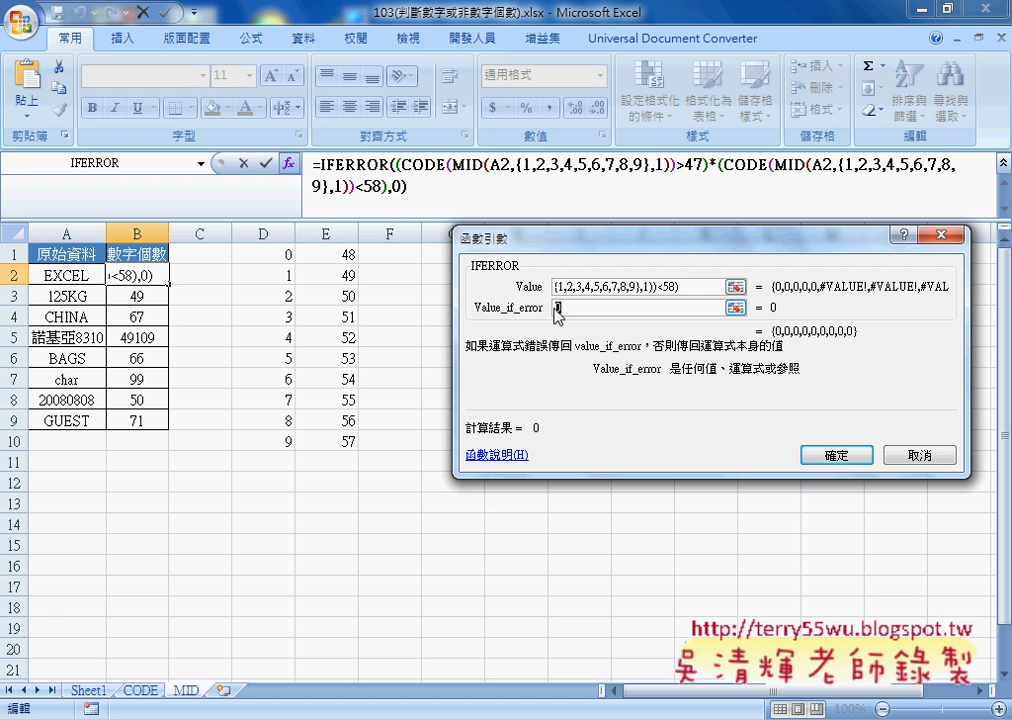 103(判斷數字或非數字個數).xlsx - Microsoft Excel
常用 插入 版面配置 公式 資料 校閱 檢視 開發人員 增益集 Universal Document Converter
貼上
剪貼簿
11
B I U
字型
對齊方式
通用格式
$ % ,
數值
設定格式化的條件
格式化為表格
儲存格樣式
樣式
插入
刪除
格式
儲存格
排序與篩選
尋找與選取
編輯
IFERROR
=IFERROR((CODE(MID(A2,{1,2,3,4,5,6,7,8,9},1))>47)*(CODE(MID(A2,{1,2,3,4,5,6,7,8,
9},1))<58),0)
A B C D E F
1 原始資料 數字個數 0 48
2 EXCEL <58),0) 1 49
3 125KG 49 2 50
4 CHINA 67 3 51
5 諾基亞8310 49109 4 52
6 BAGS 66 5 53
7 char 99 6 54
8 20080808 50 7 55
9 GUEST 71 8 56
10 9 57
11
12
13
14
15
16
17
18
19
20
21
函數引數
IFERROR
Value {1,2,3,4,5,6,7,8,9},1))<58) = {0,0,0,0,0,#VALUE!,#VALUE!,#VAL
Value_if_error 0 = 0
= {0,0,0,0,0,0,0,0,0}
如果運算式錯誤傳回 value_if_error，否則傳回運算式本身的值
Value_if_error 是任何值、運算式或參照
計算結果 = 0
函數說明(H)
確定 取消
http://terry55wu.blogspot.tw
吳清輝老師錄製
Sheet1 CODE MID
編輯
100%